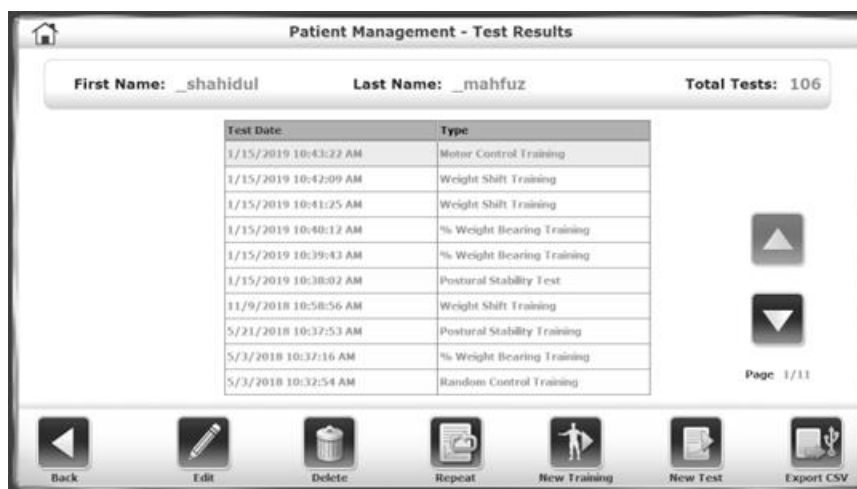 Patient Management - Test Results
First Name: _shahidul Last Name: _mahfuz Total Tests: 106
Test Date Type
1/15/2019 10:43:22 AM Motor Control Training
1/15/2019 10:42:09 AM Weight Shift Training
1/15/2019 10:41:25 AM Weight Shift Training
1/15/2019 10:40:12 AM % Weight Bearing Training
1/15/2019 10:39:43 AM % Weight Bearing Training
1/15/2019 10:38:02 AM Postural Stability Test
11/9/2018 10:58:56 AM Weight Shift Training
5/21/2018 10:37:53 AM Postural Stability Training
5/3/2018 10:37:16 AM % Weight Bearing Training
5/3/2018 10:32:54 AM Random Control Training
Page 1/11
Back Edit Delete Repeat New Training New Test Export CSV